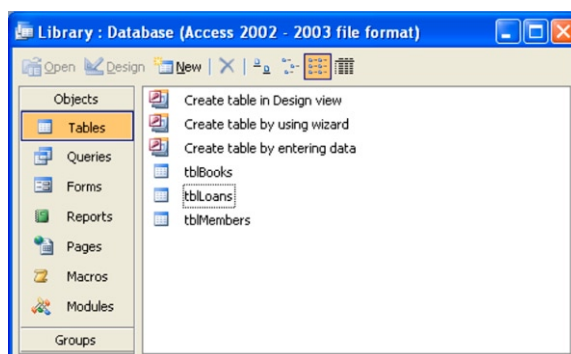 Library : Database (Access 2002 - 2003 file format)
Open Design New
Objects
Tables
Queries
Forms
Reports
Pages
Macros
Modules
Groups
Create table in Design view
Create table by using wizard
Create table by entering data
tblBooks
tblLoans
tblMembers